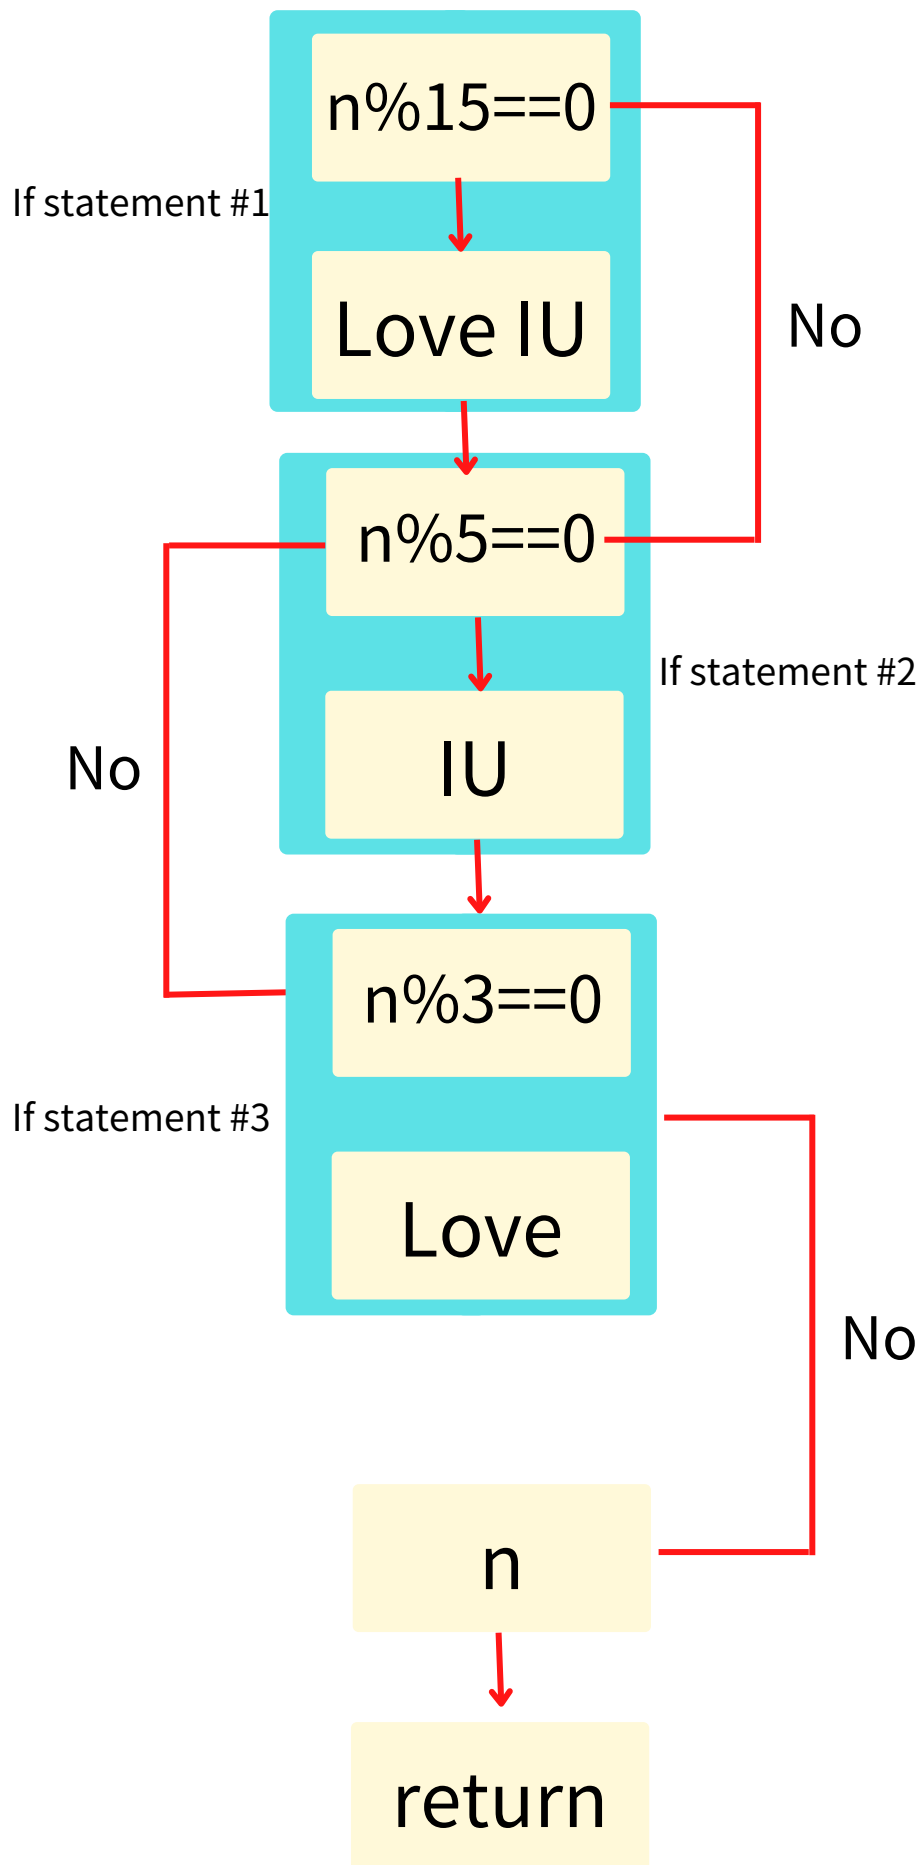 n%15==0
If statement #1
Love IU
No
n%5==0
If statement #2
IU
No
n%3==0
If statement #3
Love
No
n
return